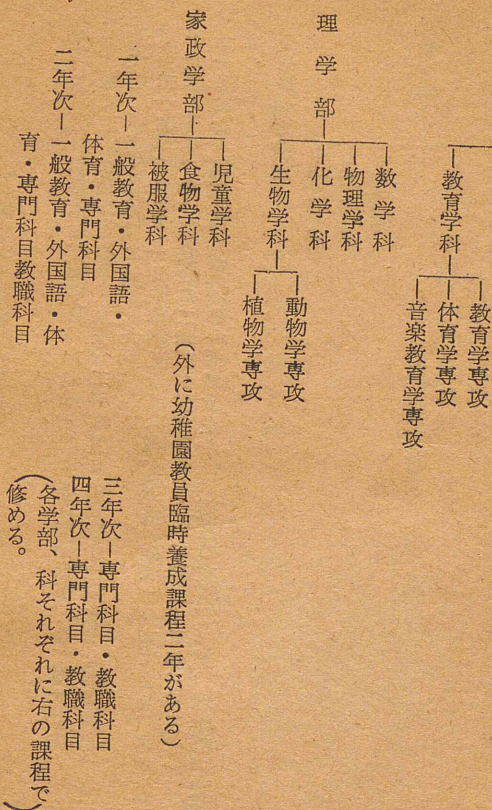 教育学科
教育学専攻
体育学専攻
音楽教育学専攻
理学部
数学科
物理学科
化学科
生物学科
動物学専攻
植物学専攻
家政学部
児童学科
食物学科
被服学科
（外に幼稚園教員臨時養成課程二年がある）
一年次―一般教育・外国語・
体育・専門科目
二年次―一般教育・外国語・体
育・専門科目教職科目
三年次―専門科目・教職科目
四年次―専門科目・教職科目
（各学部、科それぞれに右の課程で
修める。）